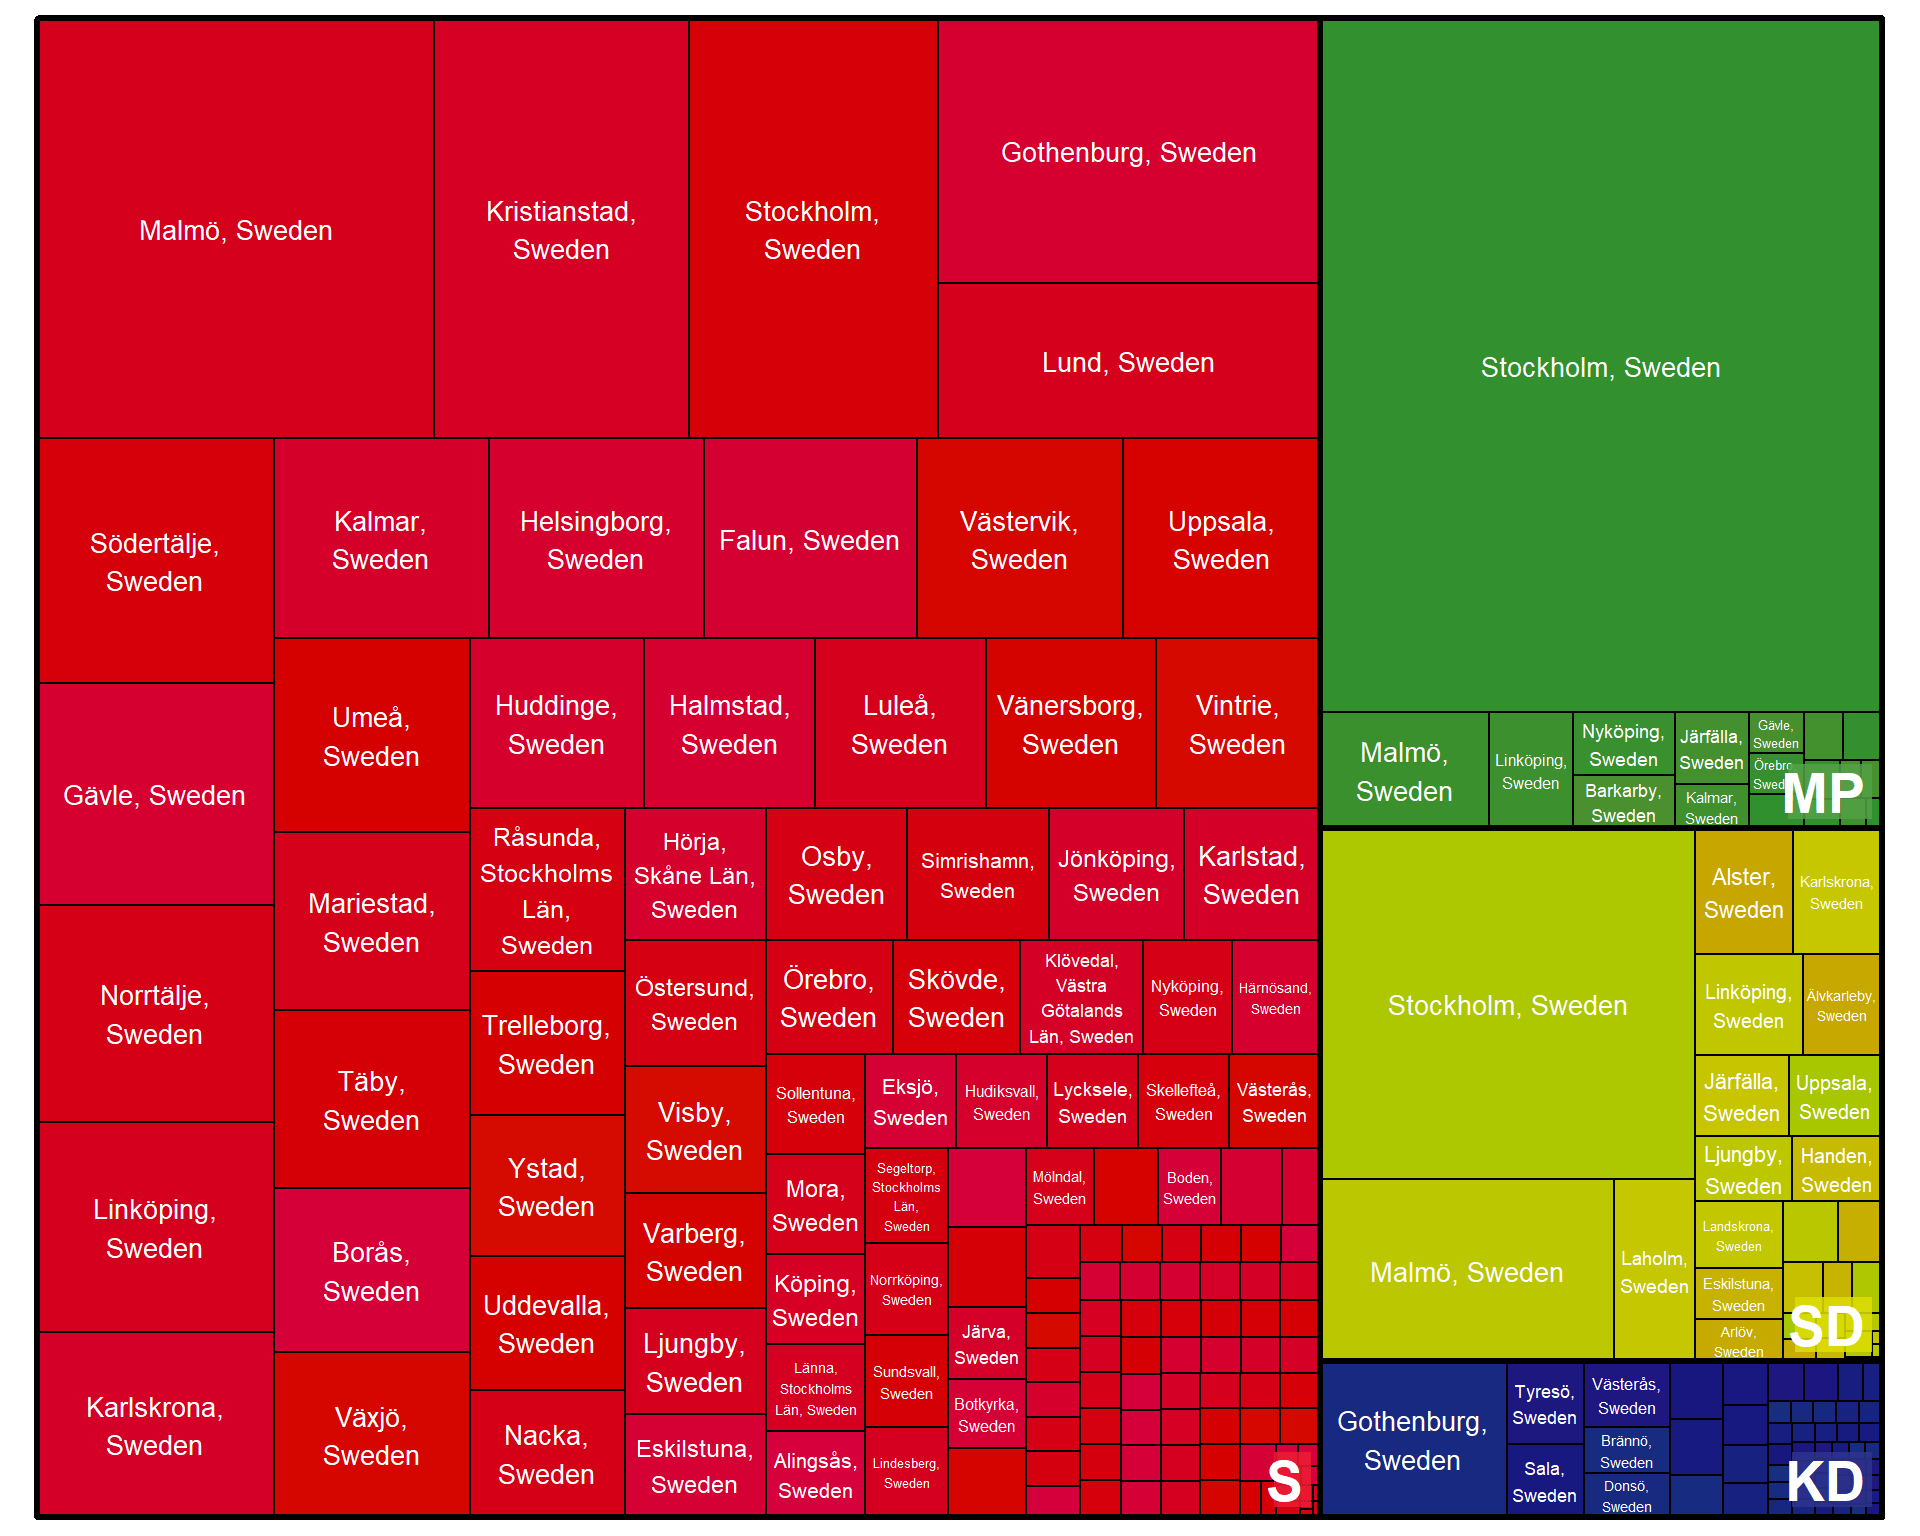 Malmö, Sweden
Kristianstad,
Sweden
Stockholm,
Sweden
Gothenburg, Sweden
Lund, Sweden
Södertälje,
Sweden
Kalmar,
Sweden
Helsingborg,
Sweden
Falun, Sweden
Västervik,
Sweden
Uppsala,
Sweden
Gävle, Sweden
Norrtälje,
Sweden
Linköping,
Sweden
Karlskrona,
Sweden
Umeå,
Sweden
Mariestad,
Sweden
Täby,
Sweden
Borås,
Sweden
Växjö,
Sweden
Huddinge,
Sweden
Halmstad,
Sweden
Luleå,
Sweden
Vänersborg,
Sweden
Vintrie,
Sweden
Råsunda,
Stockholms
Län,
Sweden
Trelleborg,
Sweden
Ystad,
Sweden
Uddevalla,
Sweden
Nacka,
Sweden
Hörja,
Skåne Län,
Sweden
Östersund,
Sweden
Visby,
Sweden
Varberg,
Sweden
Ljungby,
Sweden
Eskilstuna,
Sweden
Osby,
Sweden
Simrishamn,
Sweden
Jönköping,
Sweden
Karlstad,
Sweden
Örebro,
Sweden
Skövde,
Sweden
Klövedal,
Västra
Götalands
Län, Sweden
Nyköping,
Sweden
Härnösand,
Sweden
Sollentuna,
Sweden
Mora,
Sweden
Köping,
Sweden
Länna,
Stockholms
Län, Sweden
Alingsås,
Sweden
Eksjö,
Sweden
Hudiksvall,
Sweden
Lycksele,
Sweden
Skellefteå,
Sweden
Västerås,
Sweden
Segeltorp,
Stockholms
Län,
Sweden
Norrköping,
Sweden
Sundsvall,
Sweden
Lindesberg,
Sweden
Järva,
Sweden
Botkyrka,
Sweden
Mölndal,
Sweden
Boden,
Sweden
S
Stockholm, Sweden
Malmö,
Sweden
Linköping,
Sweden
Nyköping,
Sweden
Barkarby,
Sweden
Järfälla,
Sweden
Kalmar,
Sweden
Gävle,
Sweden
Örebro,
Sweden
MP
Stockholm, Sweden
Malmö, Sweden
Laholm,
Sweden
Alster,
Sweden
Karlskrona,
Sweden
Linköping,
Sweden
Älvkarleby,
Sweden
Järfälla,
Sweden
Uppsala,
Sweden
Ljungby,
Sweden
Handen,
Sweden
Landskrona,
Sweden
Eskilstuna,
Sweden
Arlöv,
Sweden
SD
Gothenburg,
Sweden
Tyresö,
Sweden
Sala,
Sweden
Västerås,
Sweden
Brännö,
Sweden
Donsö,
Sweden
KD